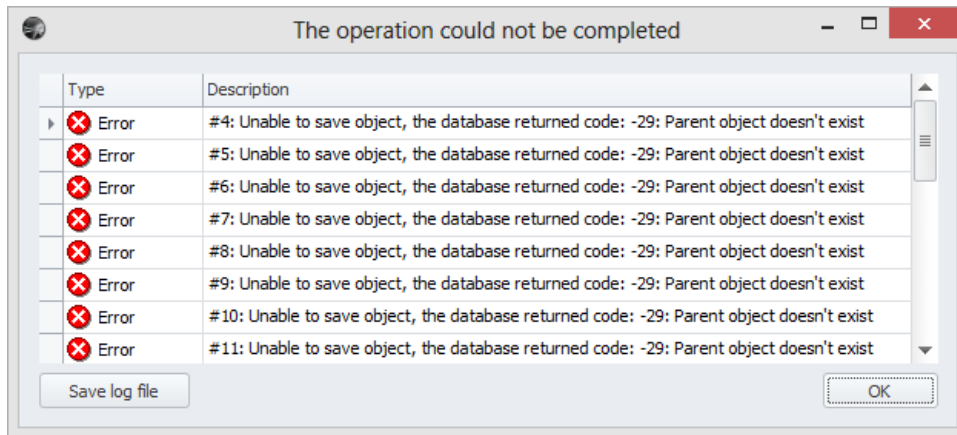 The operation could not be completed
Type Description
Error #4: Unable to save object, the database returned code: -29: Parent object doesn't exist
Error #5: Unable to save object, the database returned code: -29: Parent object doesn't exist
Error #6: Unable to save object, the database returned code: -29: Parent object doesn't exist
Error #7: Unable to save object, the database returned code: -29: Parent object doesn't exist
Error #8: Unable to save object, the database returned code: -29: Parent object doesn't exist
Error #9: Unable to save object, the database returned code: -29: Parent object doesn't exist
Error #10: Unable to save object, the database returned code: -29: Parent object doesn't exist
Error #11: Unable to save object, the database returned code: -29: Parent object doesn't exist
Save log file OK